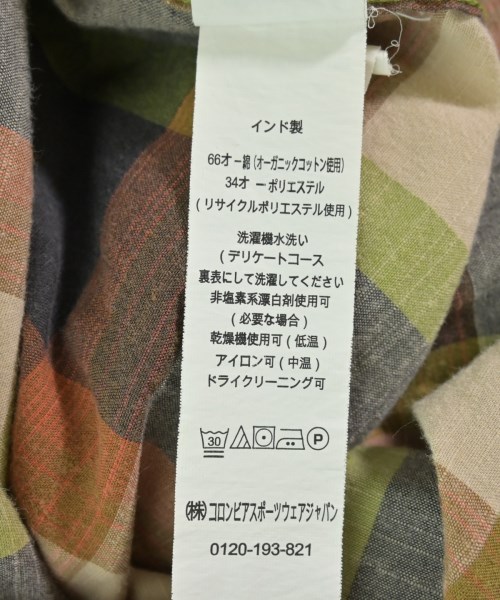 インド製
66オー綿(オーガニックコットン使用)
34オ ーポリエステル
(リサイクルポリエステル使用)
洗濯機水洗い
(デリケートコース
裏表にして洗濯してください
非塩素系漂白剤使用可
(必要な場合)
乾燥機使用可(低温)
アイロン可(中温)
ドライクリーニング可
30 P
(株)コロンビアスポーツウェアジャパン
0120-193-821